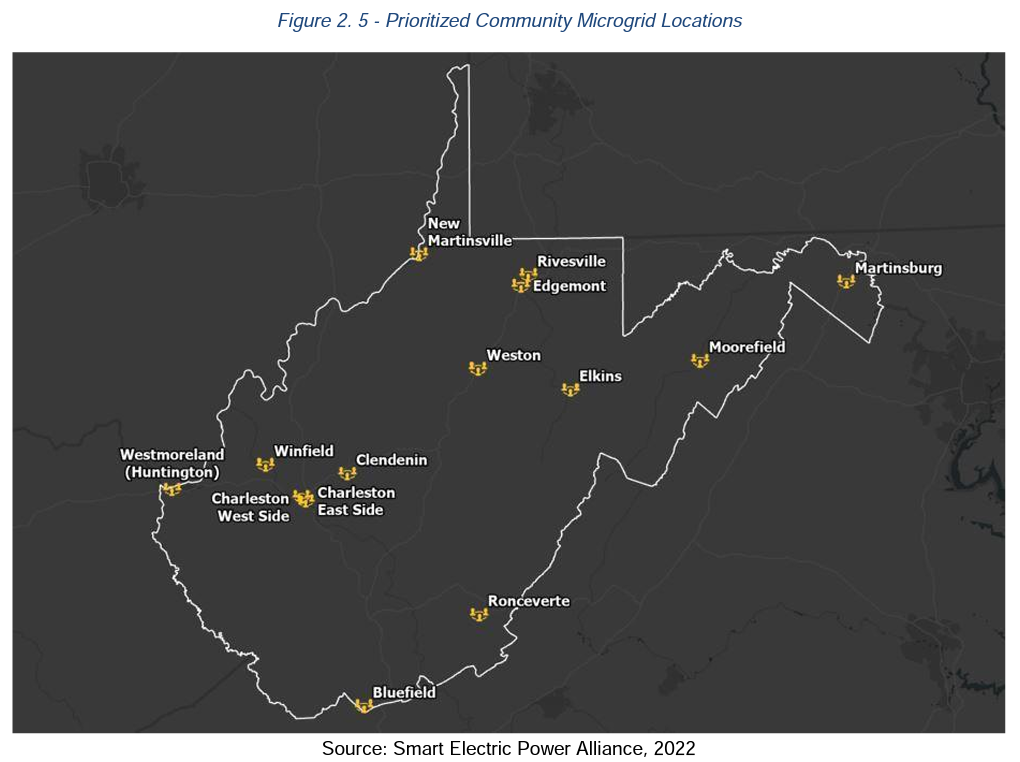 Figure 2. 5 - Prioritized Community Microgrid Locations
New
Martinsville
Rivesville
Edgemont
Martinsburg
Weston
Elkins
Moorefield
Westmoreland
(Huntington)
Winfield
Clendenin
Charleston
West Side
Charleston
East Side
Ronceverte
Bluefield
Source: Smart Electric Power Alliance, 2022